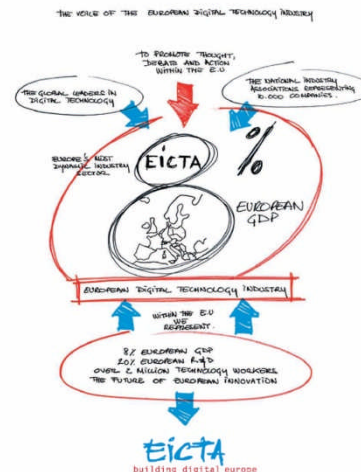 THE VOICE OF THE EUROPEAN DIGITAL TECHNOLOGY INDUSTRY
TO PROMOTE THOUGHT,
DEBATE AND ACTION
WITHIN THE E.U.
THE GLOBAL LEADERS IN
DIGITAL TECHNOLOGY
THE NATIONAL INDUSTRY
ASSOCIATIONS REPRESENTING
10.000 COMPANIES.
EUROPE'S MOST
DYNAMIC INDUSTRY
SECTOR
EICTA
%
EUROPEAN
GDP
EUROPEAN DIGITAL TECHNOLOGY INDUSTRY
WITHIN THE E.U
WE
REPRESENT.
8% EUROPEAN GDP
20% EUROPEAN R&D
OVER 2 MILLION TECHNOLOGY WORKERS
THE FUTURE OF EUROPEAN INNOVATION
EICTA
building digital europe